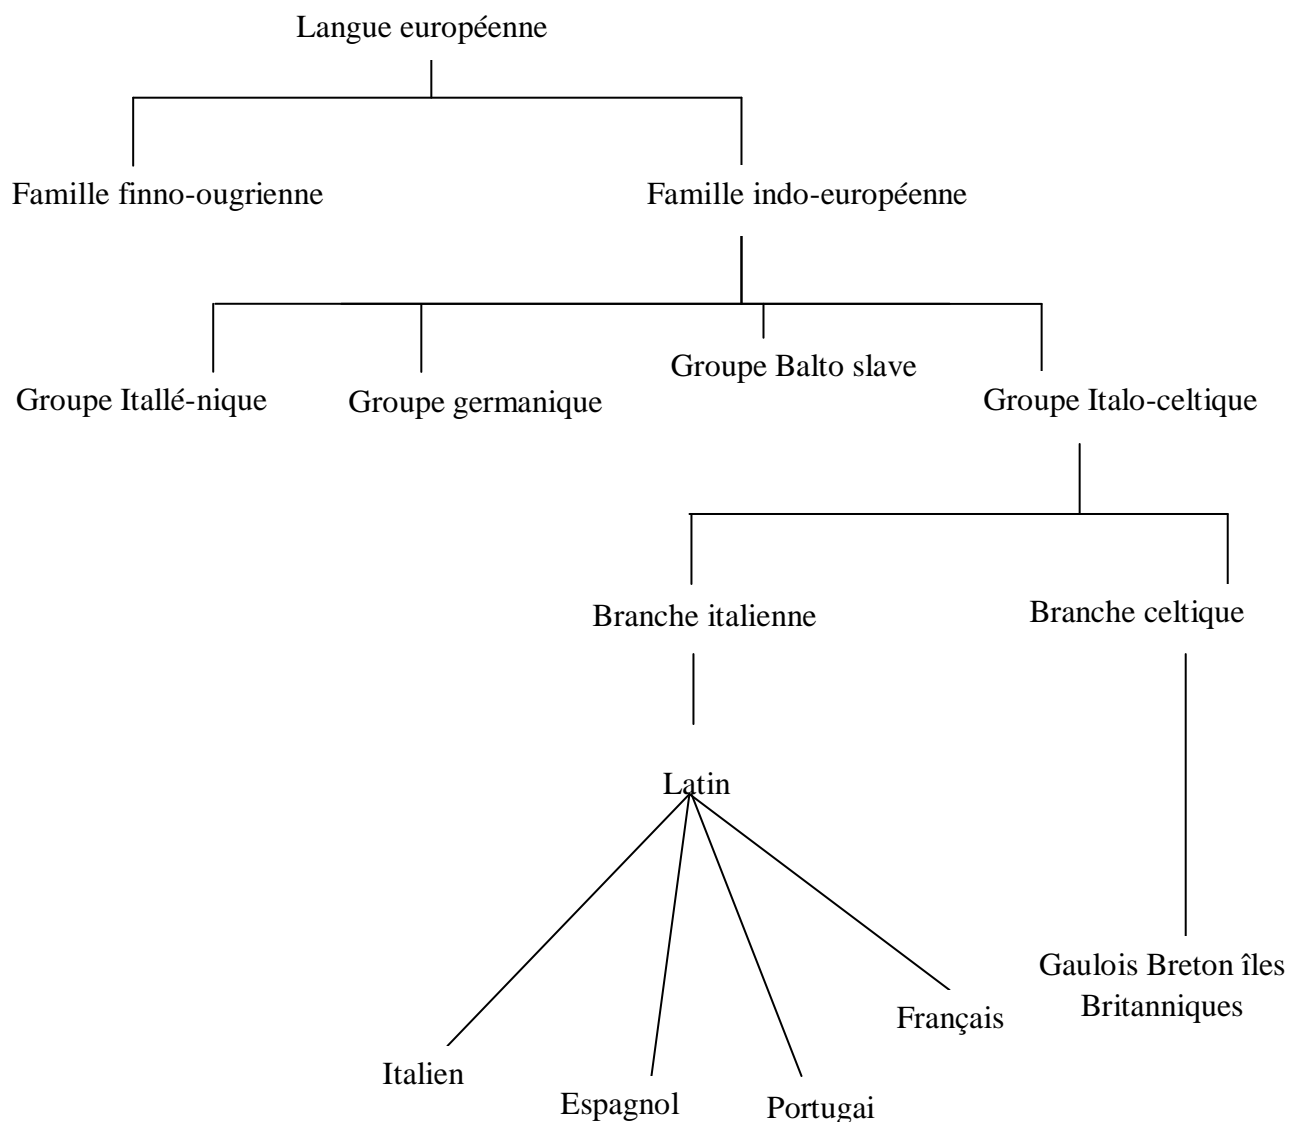 Langue européenne
Famille finno-ougrienne
Famille indo-européenne
Groupe Itallé-nique
Groupe germanique
Groupe Balto slave
Groupe Italo-celtique
Branche italienne
Branche celtique
Latin
Italien
Espagnol
Portugai
Français
Gaulois Breton îles
Britanniques